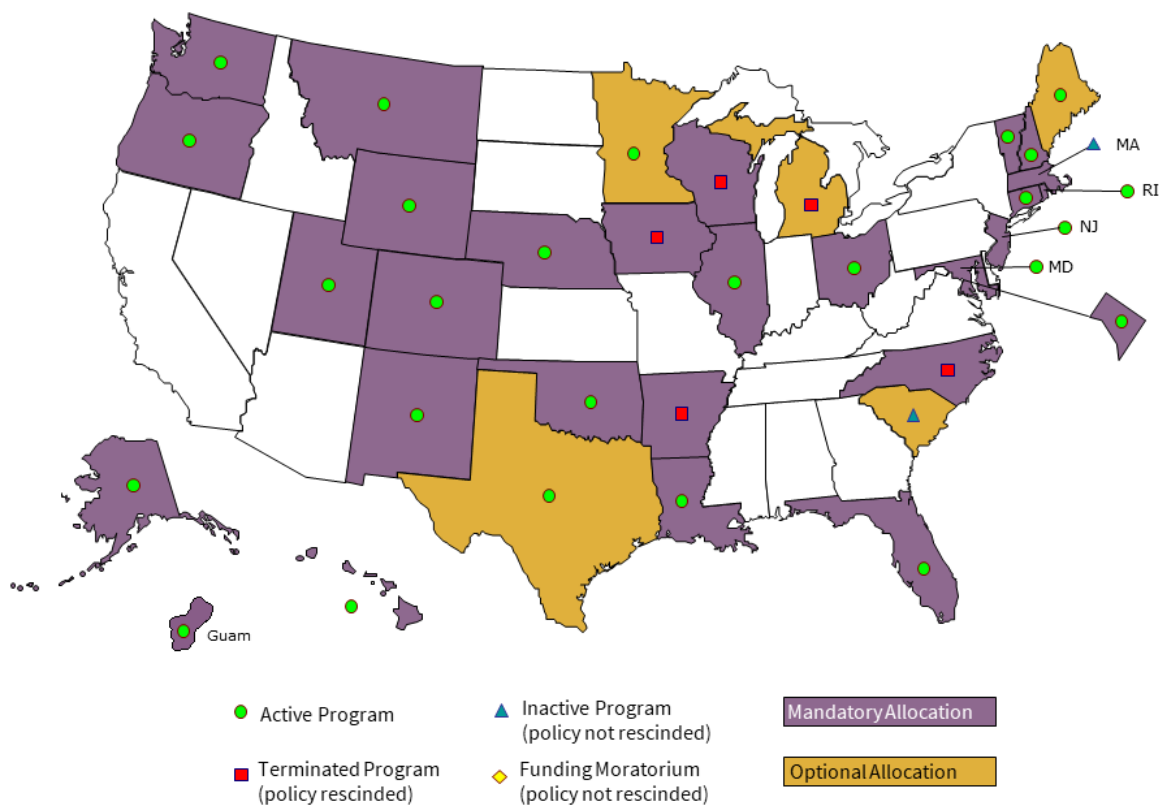 MA
RI
NJ
MD
Guam
Active Program
Inactive Program
(policy not rescinded)
Mandatory Allocation
Terminated Program
(policy rescinded)
Funding Moratorium
(policy not rescinded)
Optional Allocation